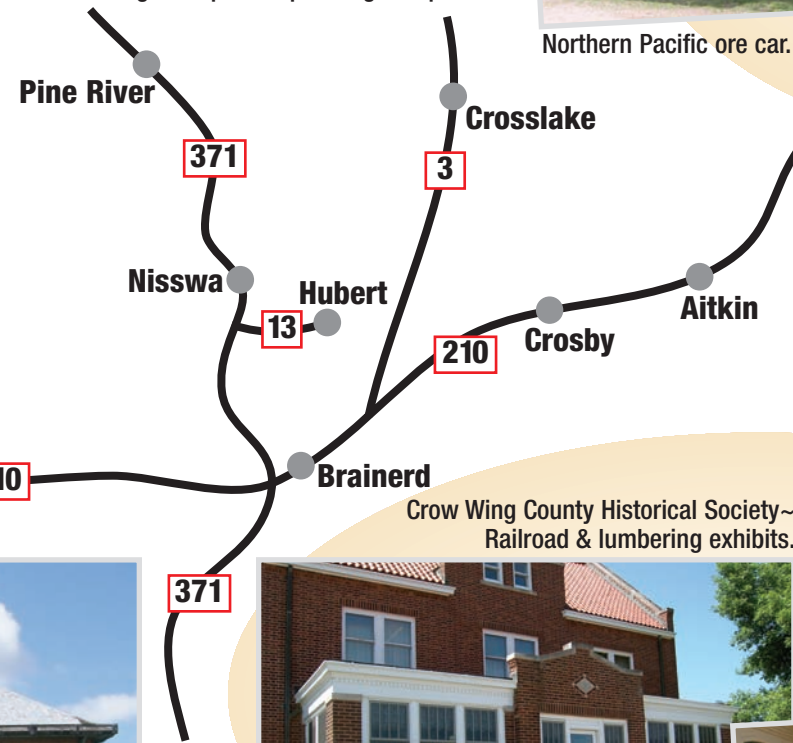 Northern Pacific ore car.
Pine River
Crosslake
371
3
Nisswa
Hubert
13
Aitkin
Crosby
210
Brainerd
Crow Wing County Historical Society~
Railroad & lumbering exhibits.
371